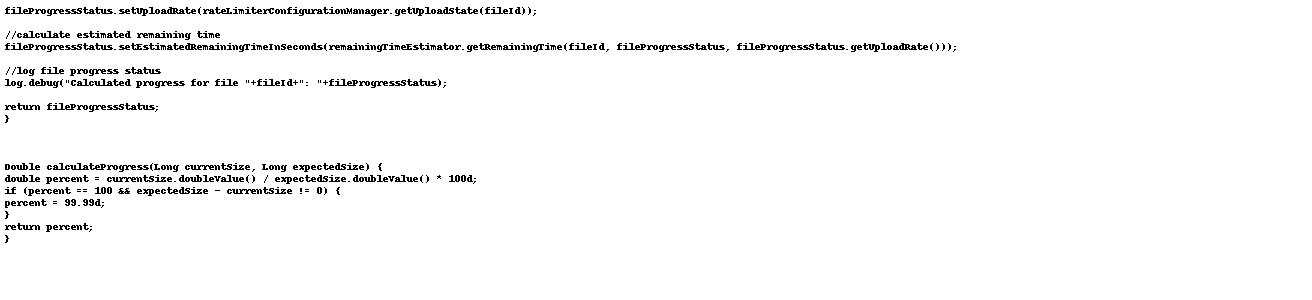 fileProgressStatus.setUploadRate(rateLimiterConfigurationManager.getUploadState(fileId));
//calculate estimated remaining time
fileProgressStatus.setEstimatedRemainingTimeInSeconds(remainingTimeEstimator.getRemainingTime(fileId, fileProgressStatus, fileProgressStatus.getUploadRate()));
//log file progress status
log.debug("Calculated progress for file "+fileId+": "+fileProgressStatus);
return fileProgressStatus;
}
Double calculateProgress(Long currentSize, Long expectedSize) {
double percent = currentSize.doubleValue() / expectedSize.doubleValue() * 100d;
if (percent == 100 && expectedSize - currentSize != 0) {
percent = 99.99d;
}
return percent;
}